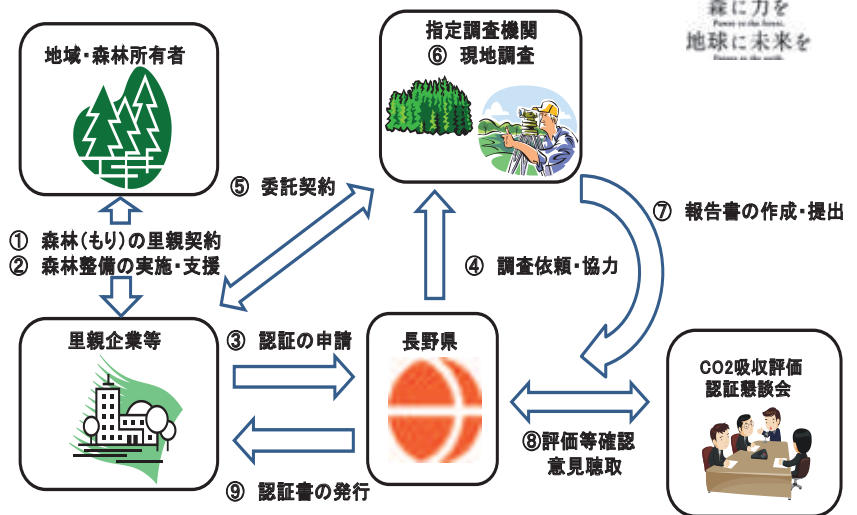 森に力を
Power to the forest.
地球に未来を
地域・森林所有者
指定調査機関
⑥ 現地調査
⑤ 委託契約
⑦ 報告書の作成・提出
① 森林(もり)の里親契約
② 森林整備の実施・支援
④ 調査依頼・協力
里親企業等
③ 認証の申請
長野県
CO2吸収評価
認証懇談会
⑧評価等確認
意見聴取
⑨ 認証書の発行